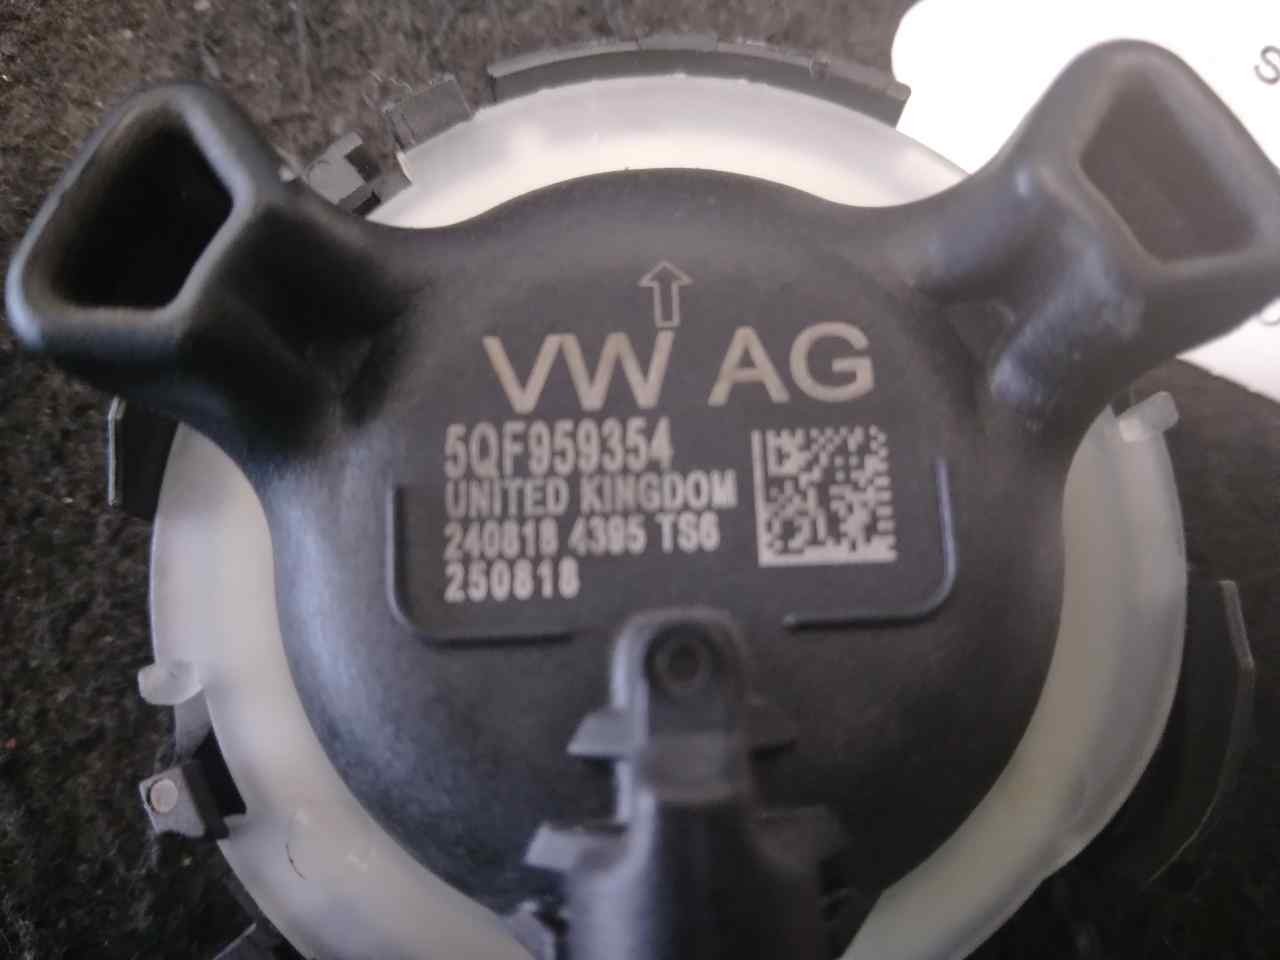 VW AG
5QF959354
UNITED KINGDOM
240818 4395 TS6
250818
S